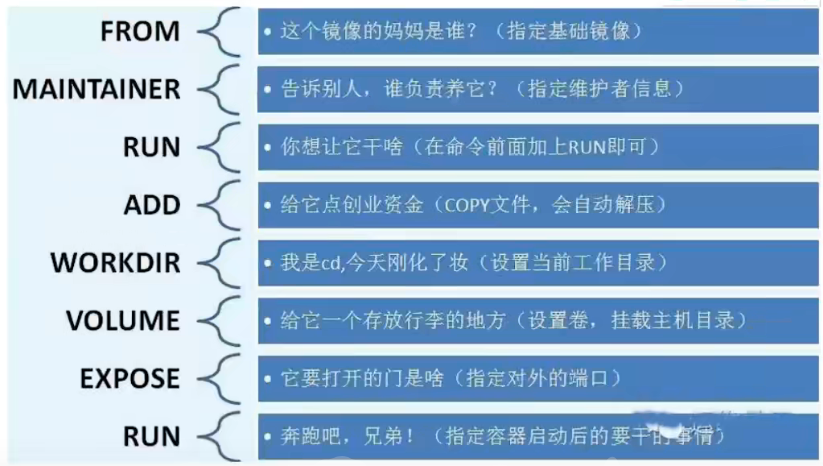 FROM
• 这个镜像的妈妈是谁？（指定基础镜像）
MAINTAINER
• 告诉别人，谁负责养它？（指定维护者信息）
RUN
• 你想让它干啥（在命令前面加上RUN即可）
ADD
• 给它点创业资金（COPY文件，会自动解压）
WORKDIR
• 我是cd,今天刚化了妆（设置当前工作目录）
VOLUME
• 给它一个存放行李的地方（设置卷，挂载主机目录）
EXPOSE
• 它要打开的门是啥（指定对外的端口）
RUN
• 奔跑吧，兄弟！（指定容器启动后的要干的事情）